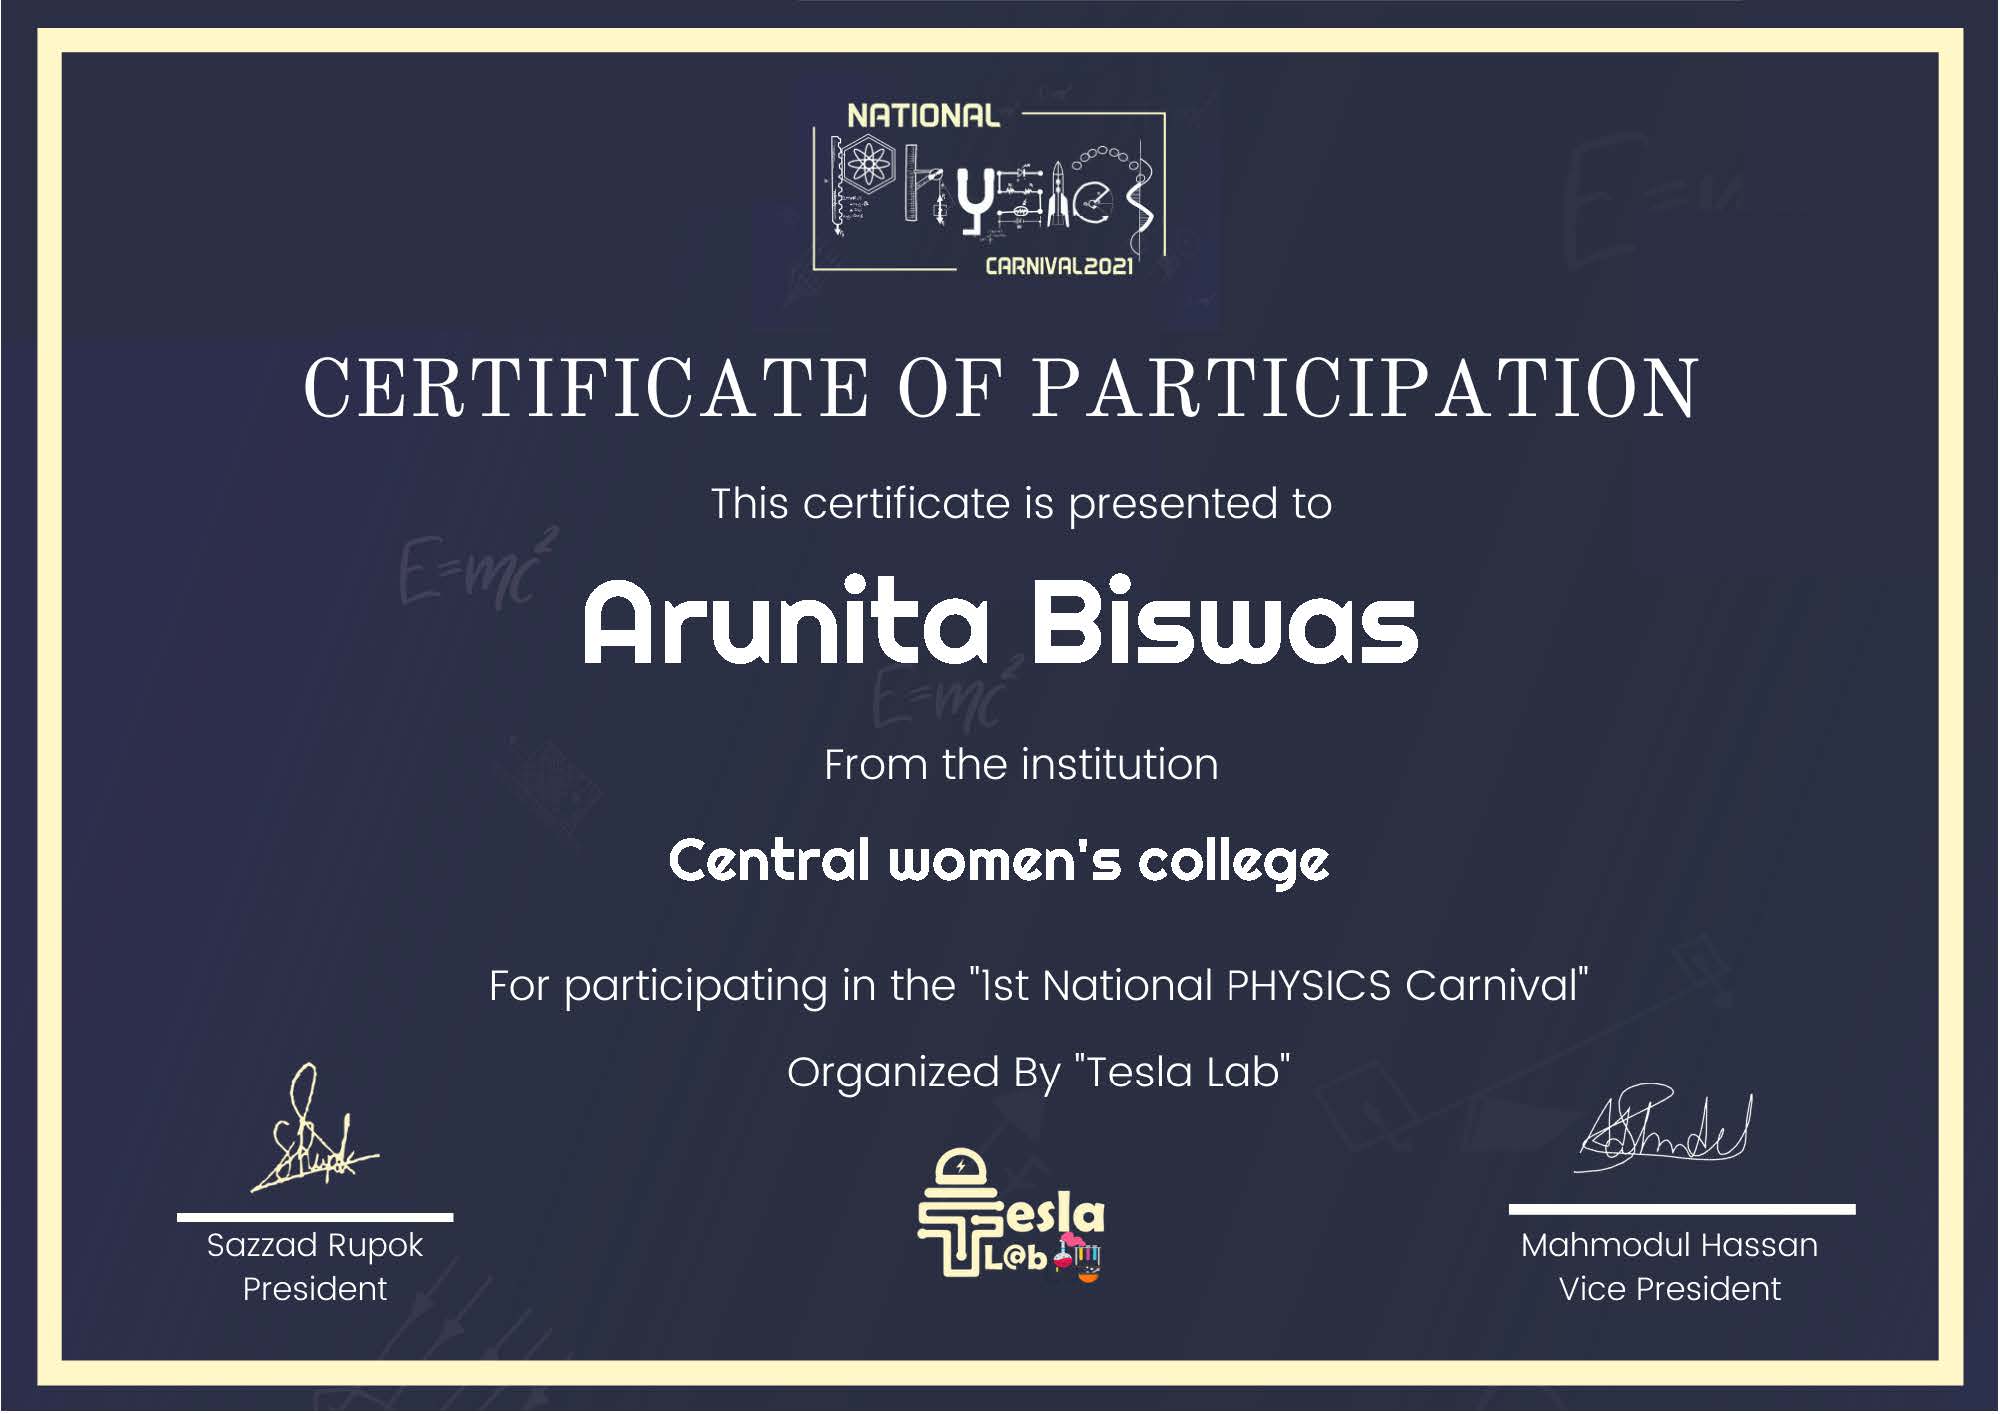 NATIONAL
Physics
CARNIVAL2021
CERTIFICATE OF PARTICIPATION
This certificate is presented to
E=mc²
Arunita Biswas
E=mc²
From the institution
Central women's college
For participating in the "1st National PHYSICS Carnival"
Organized By "Tesla Lab"
Tesla
L@b
Sazzad Rupok
President
Mahmodul Hassan
Vice President